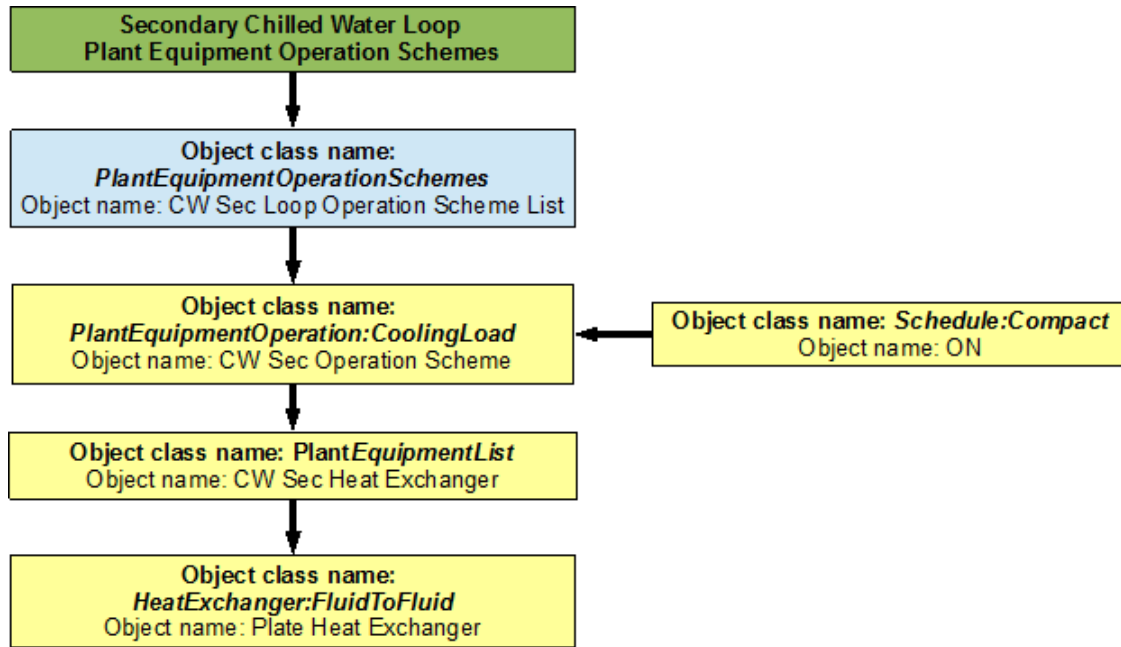 Secondary Chilled Water Loop
Plant Equipment Operation Schemes
Object class name:
PlantEquipmentOperationSchemes
Object name: CW Sec Loop Operation Scheme List
Object class name:
PlantEquipmentOperation:CoolingLoad
Object name: CW Sec Operation Scheme
Object class name: Schedule:Compact
Object name: ON
Object class name: PlantEquipmentList
Object name: CW Sec Heat Exchanger
Object class name:
HeatExchanger:FluidToFluid
Object name: Plate Heat Exchanger